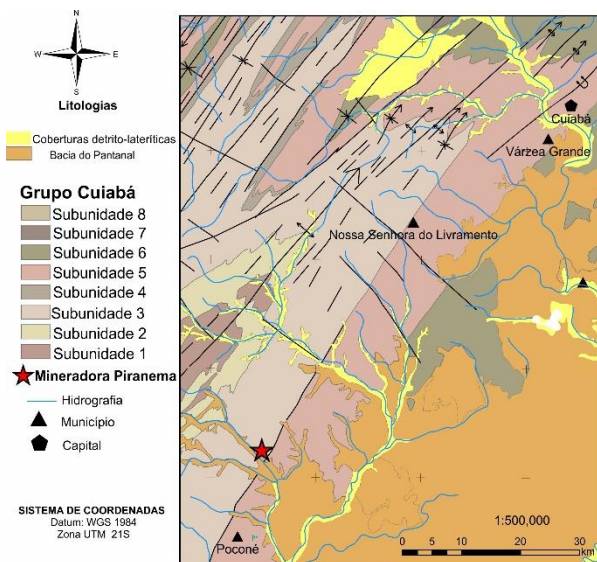 N
W E
S
Litologias
Coberturas detrito-lateríticas
Bacia do Pantanal
Grupo Cuiabá
Subunidade 8
Subunidade 7
Subunidade 6
Subunidade 5
Subunidade 4
Subunidade 3
Subunidade 2
Subunidade 1
Mineradora Piranema
Hidrografia
Município
Capital
SISTEMA DE COORDENADAS
Datum: WGS 1984
Zona UTM 21S
Cuiabá
Várzea Grande
Nossa Senhora do Livramento
Poconé
1:500,000
0 5 10 20 30
km